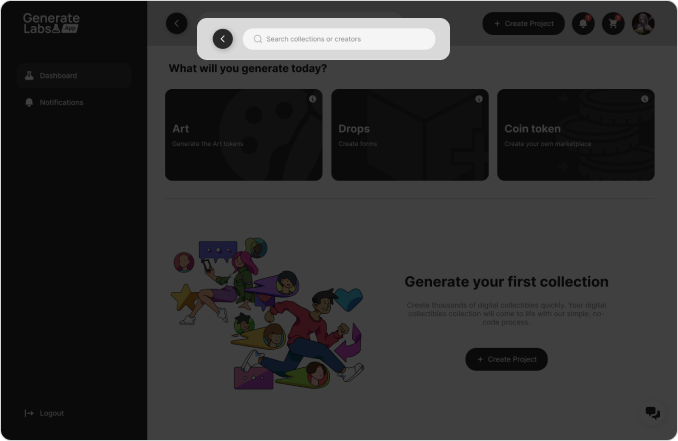 Generate
Labs App
Dashboard
Notifications
Logout
Search collections or creators
+ Create Project
What will you generate today?
Art
Generate the Art tokens
Drops
Create forms
Coin token
Create your own marketplace
Generate your first collection
Create thousands of digital collectibles quickly. Your digital
collectibles collection will come to life with our simple, no-
code process.
+ Create Project